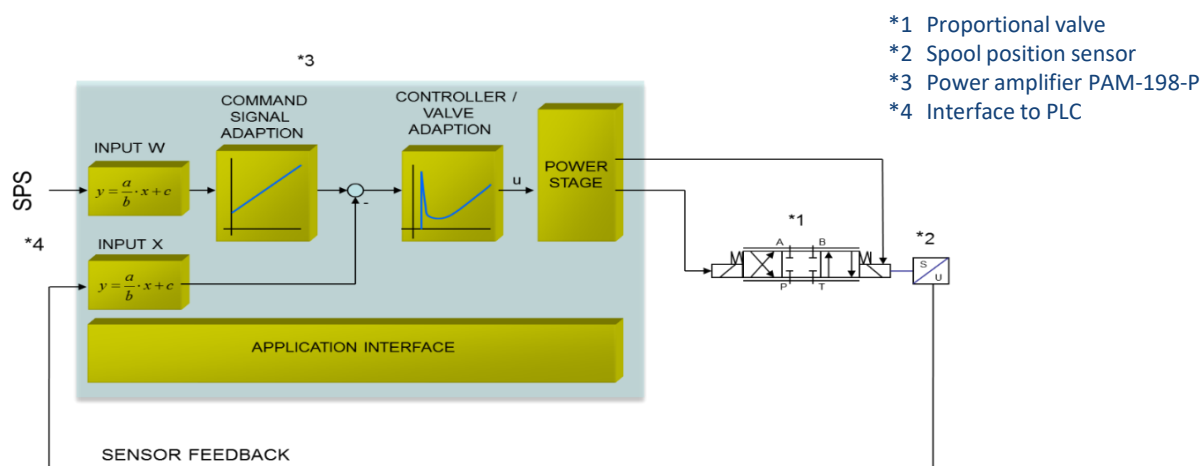 *1 Proportional valve
*2 Spool position sensor
*3 Power amplifier PAM-198-P
*4 Interface to PLC
*3
COMMAND
SIGNAL
ADAPTION
CONTROLLER /
VALVE
ADAPTION
INPUT W
y = a/b · x + c
SPS
*4
-
u
POWER
STAGE
INPUT X
y = a/b · x + c
*1
A B
P T
*2
S
U
APPLICATION INTERFACE
SENSOR FEEDBACK